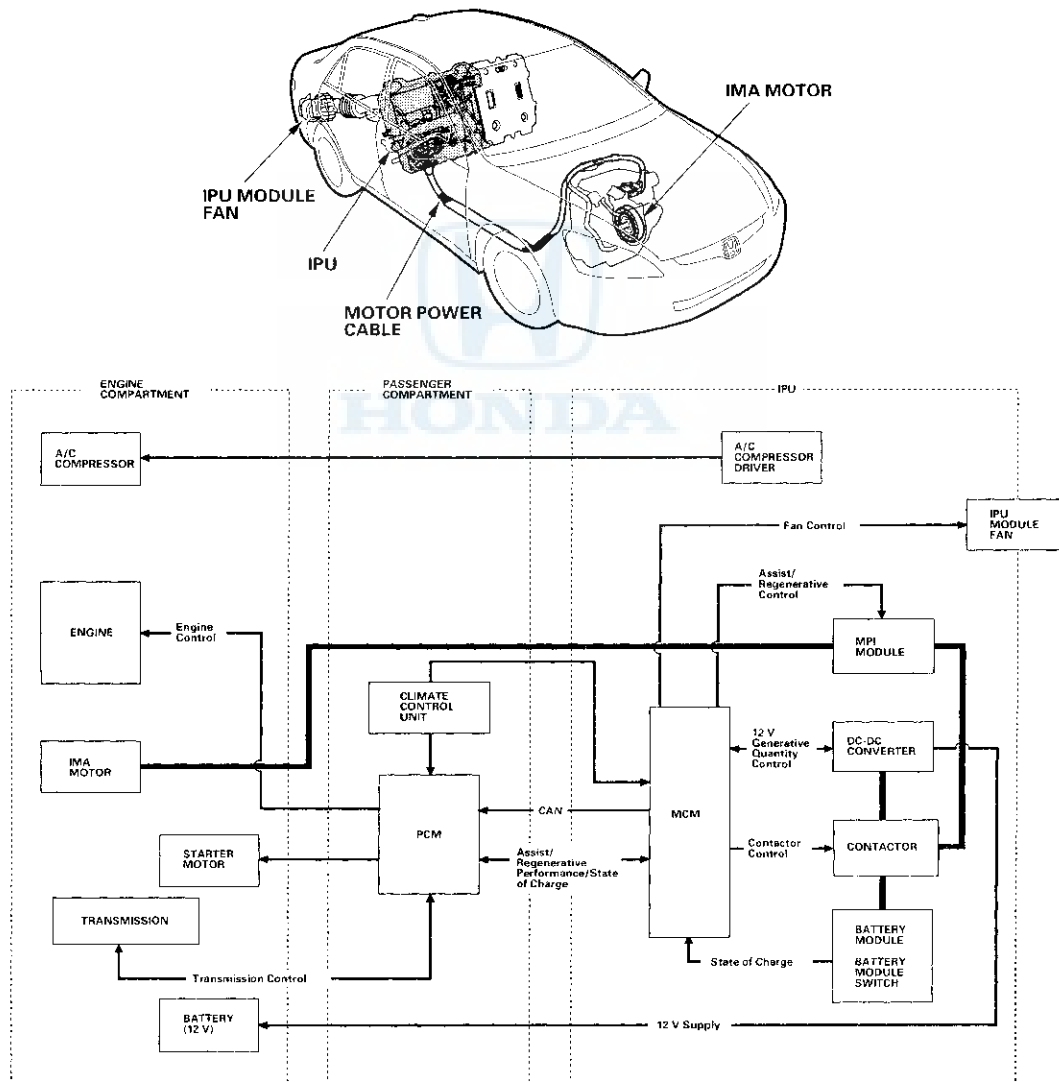 IMA MOTOR
IPU MODULE
FAN
IPU
MOTOR POWER
CABLE
HONDA
ENGINE
COMPARTMENT
PASSENGER
COMPARTMENT
IPU
A/C
COMPRESSOR
A/C
COMPRESSOR
DRIVER
Fan Control
IPU
MODULE
FAN
Assist/
Regenerative
Control
ENGINE
Engine
Control
MPI
MODULE
CLIMATE
CONTROL
UNIT
12 V
Generative
Quantity
Control
DC-DC
CONVERTER
IMA
MOTOR
PCM
CAN
MCM
STARTER
MOTOR
Assist/
Regenerative
Performance/State
of Charge
Contactor
Control
CONTACTOR
TRANSMISSION
BATTERY
MODULE
BATTERY
MODULE
SWITCH
State of Charge
Transmission Control
BATTERY
(12 V)
12 V Supply